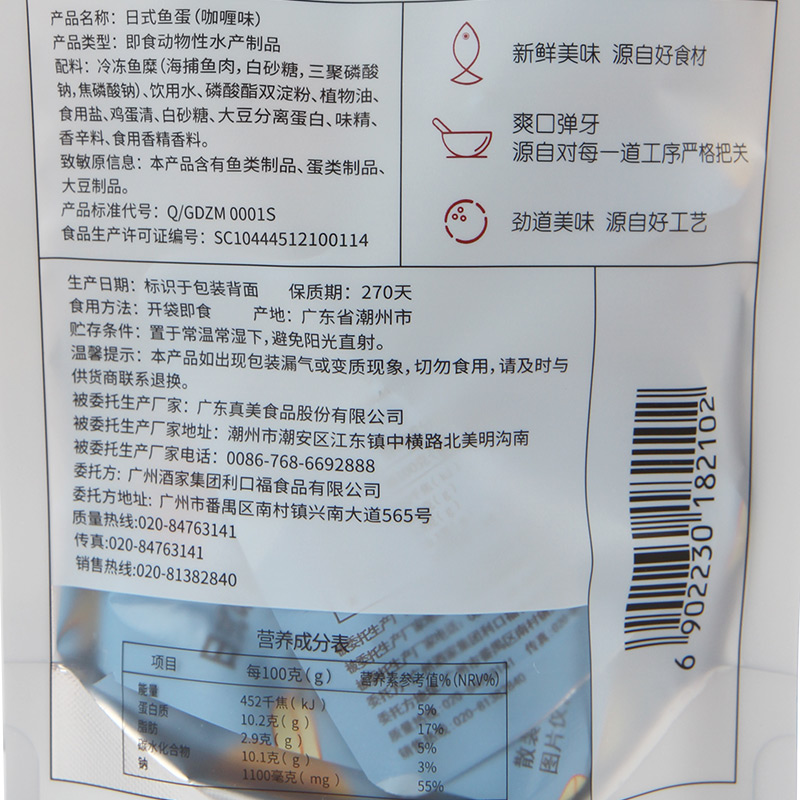 产品名称：日式鱼蛋（咖喱味）
产品类型：即食动物性水产制品
配料：冷冻鱼糜（海捕鱼肉，白砂糖，三聚磷酸
钠，焦磷酸钠）、饮用水、磷酸酯双淀粉、植物油、
食用盐、鸡蛋清、白砂糖、大豆分离蛋白、味精、
香辛料、食用香精香料。
致敏原信息：本产品含有鱼类制品、蛋类制品、
大豆制品。
产品标准代号：Q/GDZM 0001S
食品生产许可证编号：SC10444512100114
新鲜美味 源自好食材
爽口弹牙
源自对每一道工序严格把关
劲道美味 源自好工艺
生产日期：标识于包装背面 保质期：270天
食用方法：开袋即食 产地：广东省潮州市
贮存条件：置于常温常湿下，避免阳光直射。
温馨提示：本产品如出现包装漏气或变质现象，切勿食用，请及时与
供货商联系退换。
被委托生产厂家：广东真美食品股份有限公司
被委托生产厂家地址：潮州市潮安区江东镇中横路北美明沟南
被委托生产厂家电话：0086-768-6692888
委托方：广州酒家集团利口福食品有限公司
委托方地址：广州市番禺区南村镇兴南大道565号
质量热线:020-84763141
传真:020-84763141
销售热线:020-81382840
6 902230 182102
营养成分表
项目 每100克(g) 营养素参考值%(NRV%)
能量 452千焦(kJ) 5%
蛋白质 10.2克(g) 17%
脂肪 2.9克(g) 5%
碳水化合物 10.1克(g) 3%
钠 1100毫克(mg) 55%
散装
图片仅